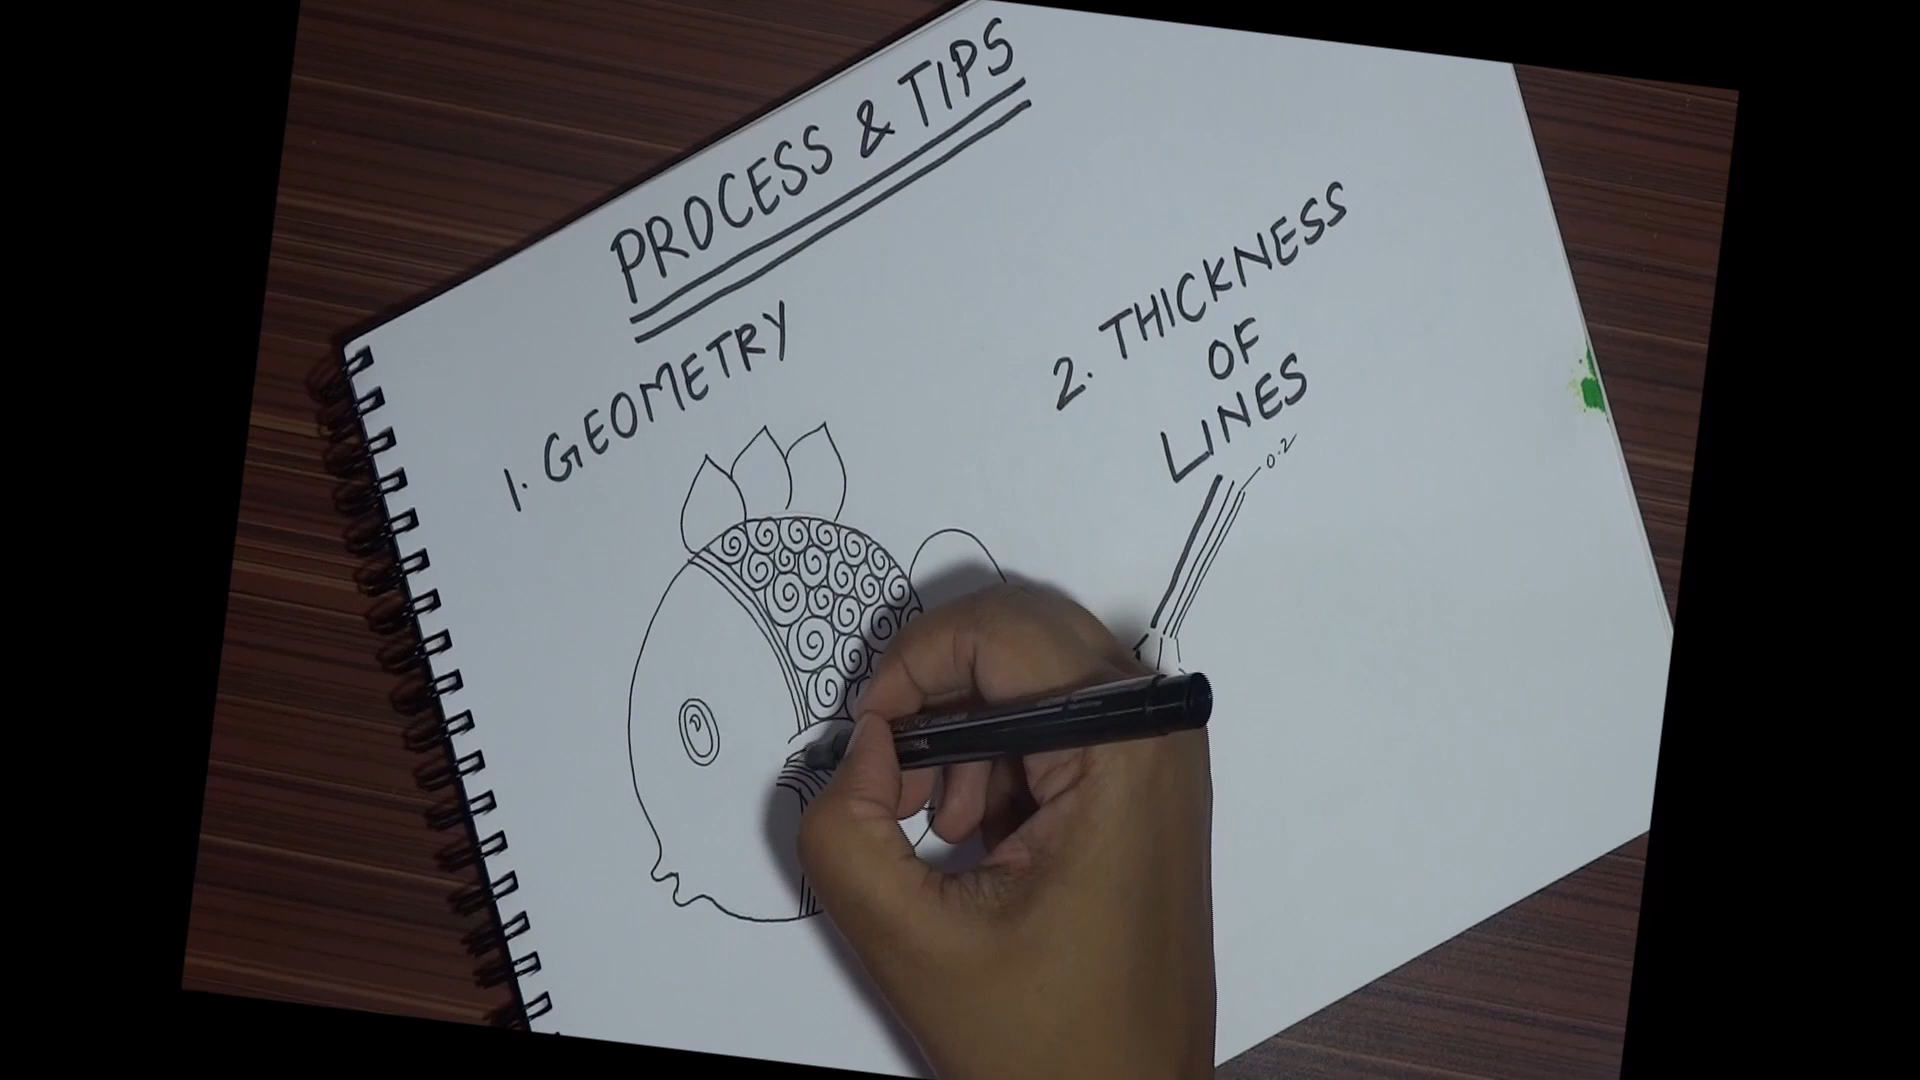 PROCESS & TIPS
1. GEOMETRY
2. THICKNESS
OF
LINES
0.2